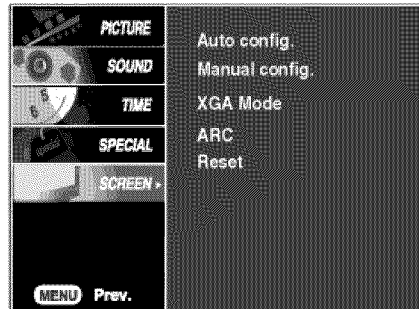 PICTURE
SOUND
TIME
SPECIAL
SCREEN
MENU Prev.
Auto config.
Manual config.
XGA Mode
ARC
Reset